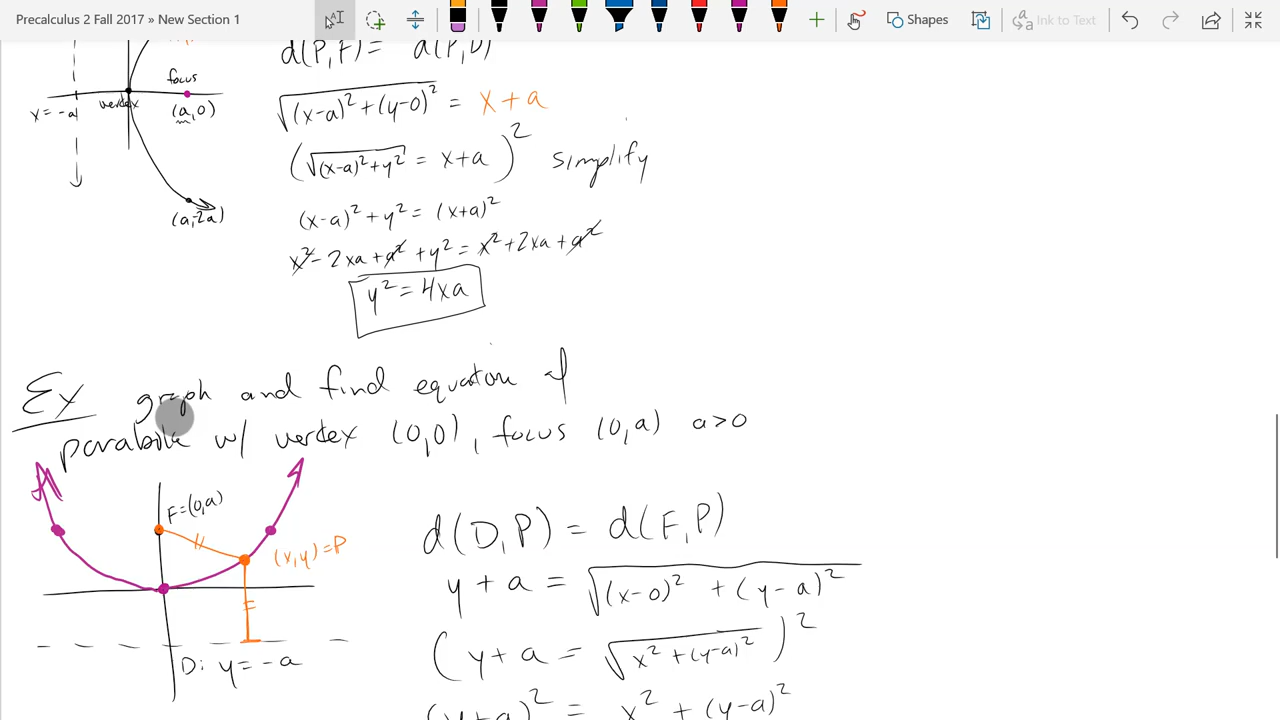 Precalculus 2 Fall 2017 » New Section 1
Shapes
Ink to Text
d(P,F) = d(P,D)
focus
x = -a
vertex
(a,0)
(a,-2a)
√(x-a)²+(y-0)² = x+a
(√(x-a)²+y² = x+a)² simplify
(x-a)² + y² = (x+a)²
x² - 2xa + a² + y² = x² + 2xa + a²
y² = 4xa
Ex graph and find equation of
parabola w/ vertex (0,0), focus (0,a) a>0
F=(0,a)
(x,y)=P
D: y = -a
d(D,P) = d(F,P)
y + a = √(x-0)² + (y-a)²
(y+a = √x² + (y-a)²)²
(y+a)² = x² + (y-a)²